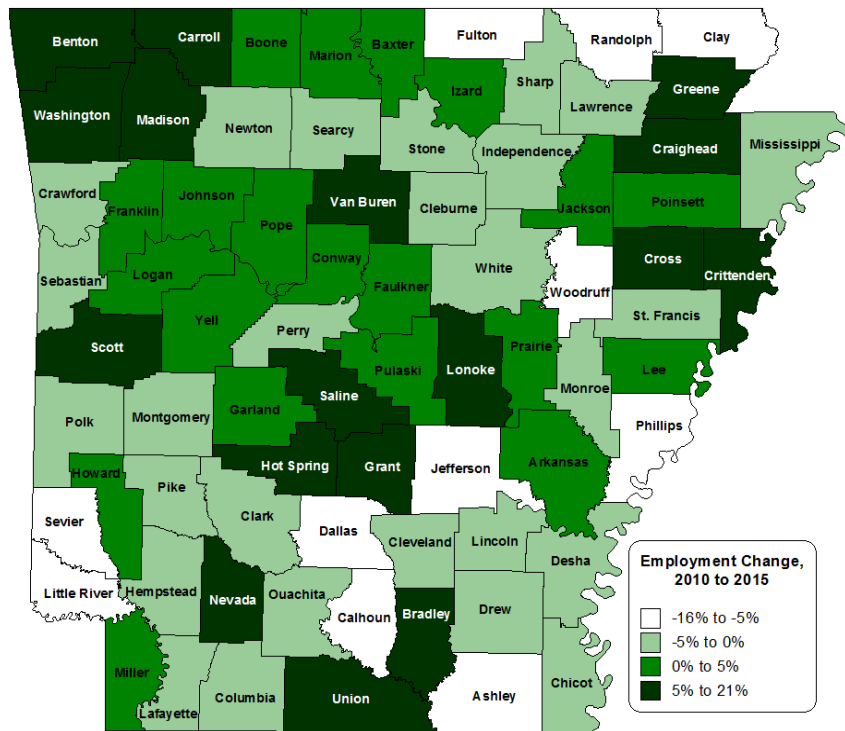 Fulton
Randolph
Clay
Benton
Carroll
Boone
Marion
Baxter
Izard
Sharp
Lawrence
Greene
Washington
Madison
Newton
Searcy
Stone
Independence
Craighead
Mississippi
Crawford
Franklin
Johnson
Pope
Van Buren
Cleburne
Jackson
Poinsett
Sebastian
Logan
Conway
Faulkner
White
Woodruff
Cross
Crittenden
Scott
Yell
Perry
Pulaski
Lonoke
Prairie
St. Francis
Lee
Monroe
Polk
Montgomery
Garland
Saline
Phillips
Howard
Hot Spring
Grant
Jefferson
Arkansas
Pike
Sevier
Clark
Dallas
Cleveland
Lincoln
Desha
Little River
Hempstead
Nevada
Ouachita
Calhoun
Bradley
Drew
Miller
Lafayette
Columbia
Union
Ashley
Chicot
Employment Change,
2010 to 2015
-16% to -5%
-5% to 0%
0% to 5%
5% to 21%